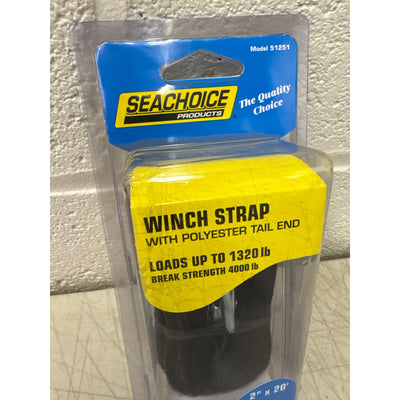 Model 51251
SEACHOICE
PRODUCTS
The Quality
Choice
WINCH STRAP
WITH POLYESTER TAIL END
LOADS UP TO 1320 lb
BREAK STRENGTH 4000 lb
2" x 20'